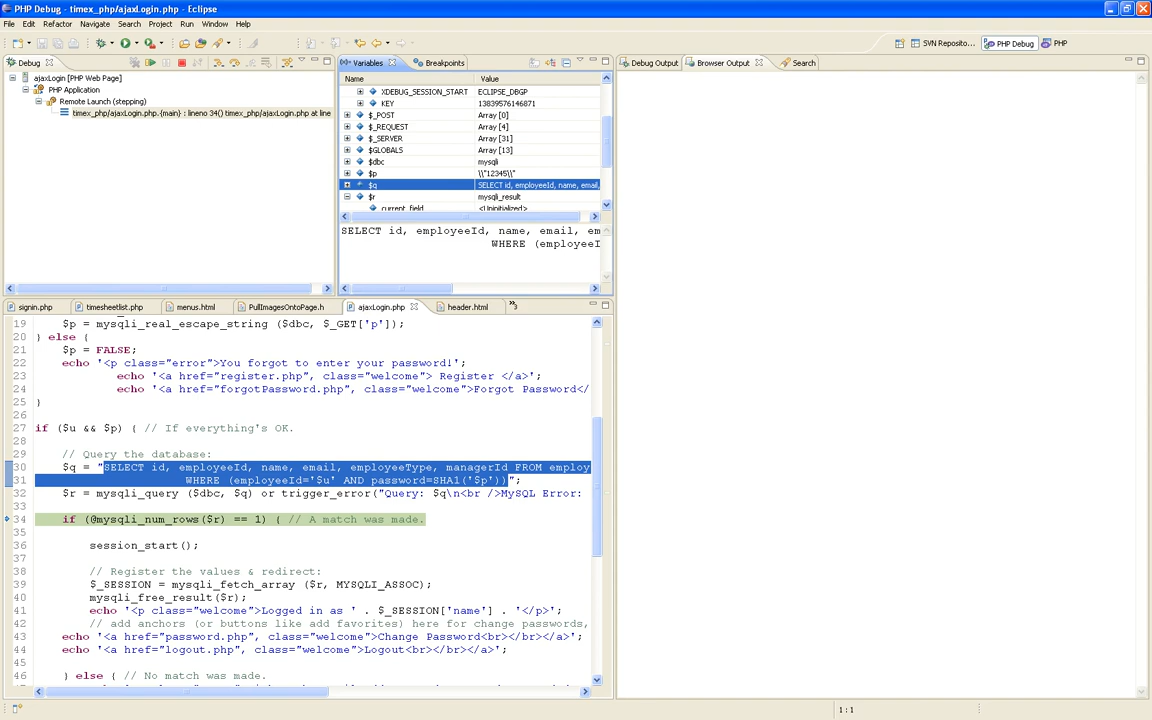 PHP Debug - timex_php/ajaxLogin.php - Eclipse
File Edit Refactor Navigate Search Project Run Window Help
SVN Reposito... PHP Debug PHP
Debug
ajaxLogin [PHP Web Page]
PHP Application
Remote Launch (stepping)
timex_php/ajaxLogin.php.{main} : lineno 34() timex_php/ajaxLogin.php at line
Variables Breakpoints
Name Value
XDEBUG_SESSION_START ECLIPSE_DBGP
KEY 13839576146871
$_POST Array [0]
$_REQUEST Array [4]
$_SERVER Array [31]
$GLOBALS Array [13]
$dbc mysqli
$p \\"12345\\"
$q SELECT id, employeeId, name, email,
$r mysqli_result
current_field <Uninitialized>
SELECT id, employeeId, name, email, em
WHERE (employeeI
Debug Output Browser Output Search
signin.php timesheetlist.php menus.html PullImagesOntoPage.h ajaxLogin.php header.html »3
19 $p = mysqli_real_escape_string ($dbc, $_GET['p']);
20 } else {
21 $p = FALSE;
22 echo '<p class="error">You forgot to enter your password!';
23 echo '<a href="register.php", class="welcome"> Register </a>';
24 echo '<a href="forgotPassword.php", class="welcome">Forgot Password</
25 }
26
27 if ($u && $p) { // If everything's OK.
28
29 // Query the database:
30 $q = "SELECT id, employeeId, name, email, employeeType, managerId FROM employ
31 WHERE (employeeId='$u' AND password=SHA1('$p'))";
32 $r = mysqli_query ($dbc, $q) or trigger_error("Query: $q\n<br />MySQL Error:
33
34 if (@mysqli_num_rows($r) == 1) { // A match was made.
35
36 session_start();
37
38 // Register the values & redirect:
39 $_SESSION = mysqli_fetch_array ($r, MYSQLI_ASSOC);
40 mysqli_free_result($r);
41 echo '<p class="welcome">Logged in as ' . $_SESSION['name'] . '</p>';
42 // add anchors (or buttons like add favorites) here for change passwords,
43 echo '<a href="password.php", class="welcome">Change Password<br></br></a>';
44 echo '<a href="logout.php", class="welcome">Logout<br></br></a>';
45
46 } else { // No match was made.
1:1